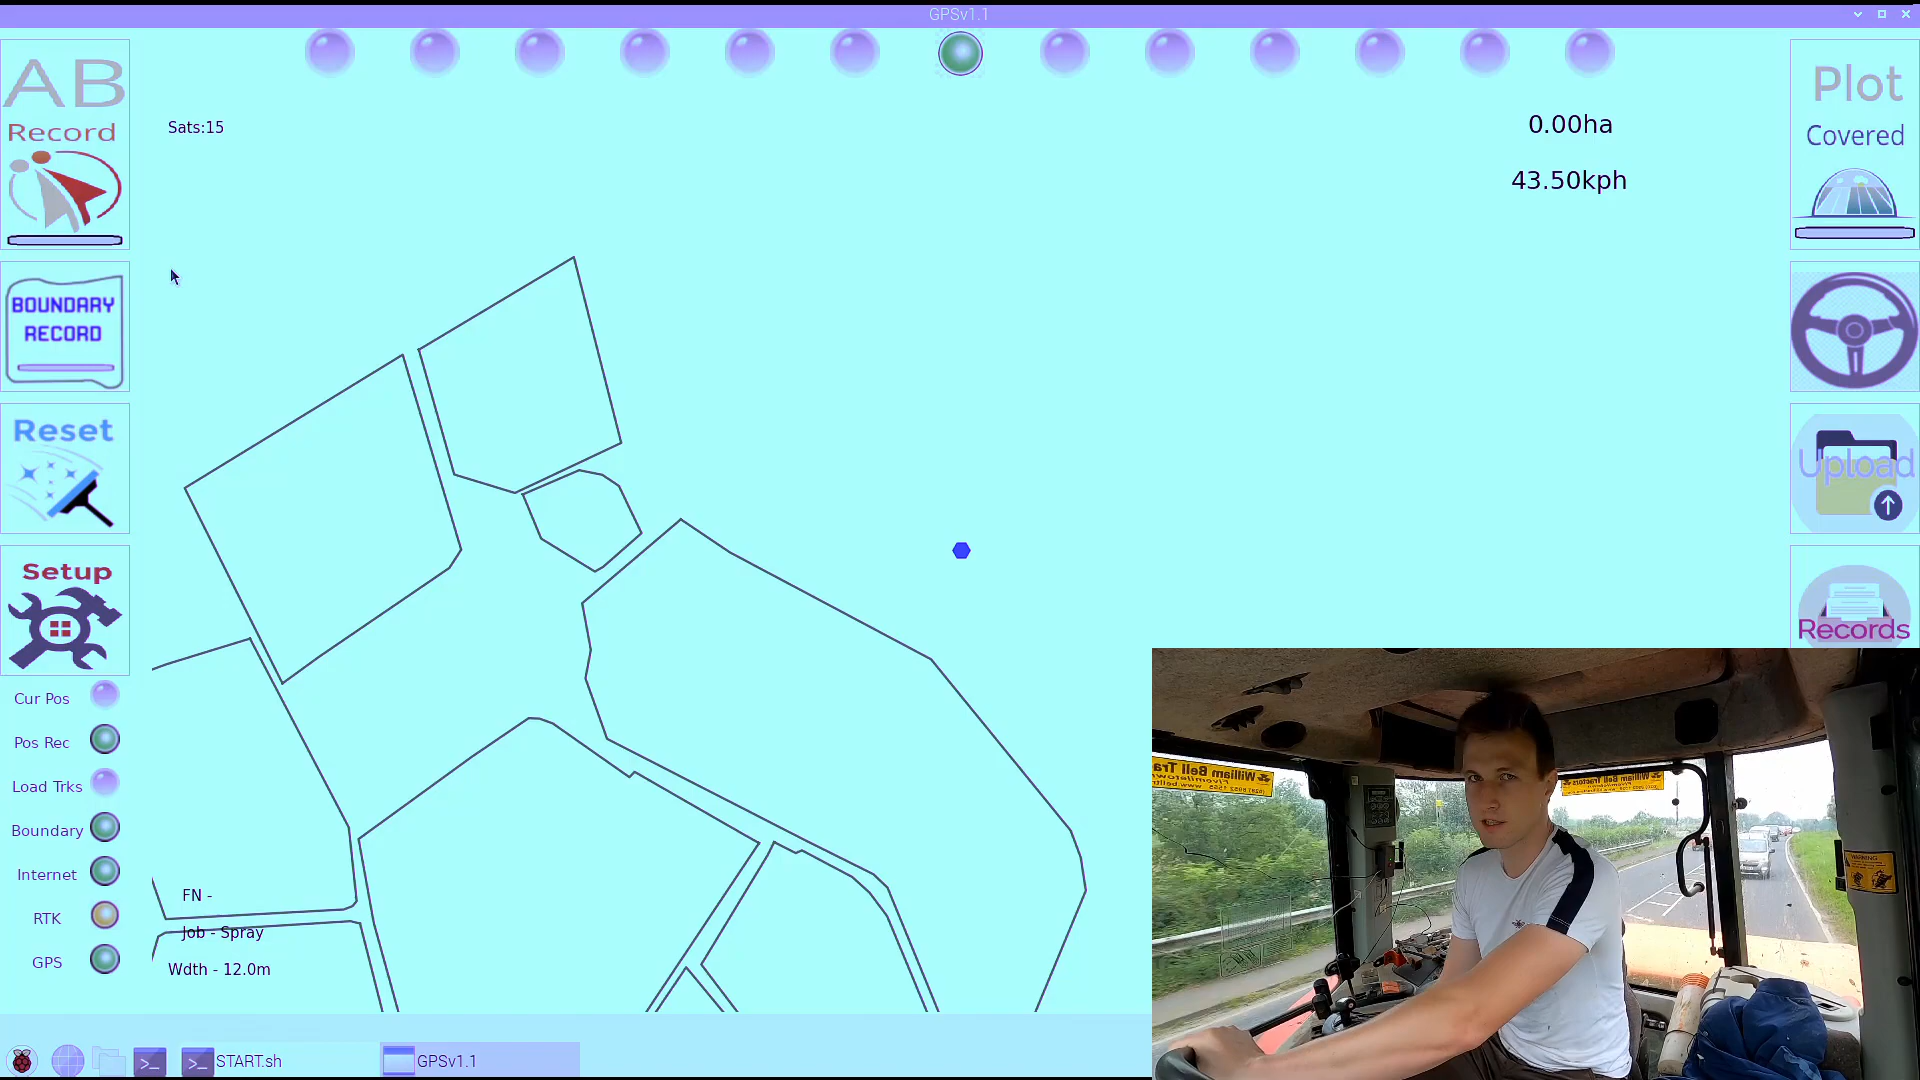 GPSv1.1
AB
Record
BOUNDARY
RECORD
Reset
Setup
Cur Pos
Pos Rec
Load Trks
Boundary
Internet
RTK
GPS
Sats:15
0.00ha
43.50kph
Plot
Covered
Upload
Records
FN -
Job - Spray
Wdth - 12.0m
START.sh
GPSv1.1
William Bell Tra
WARNING